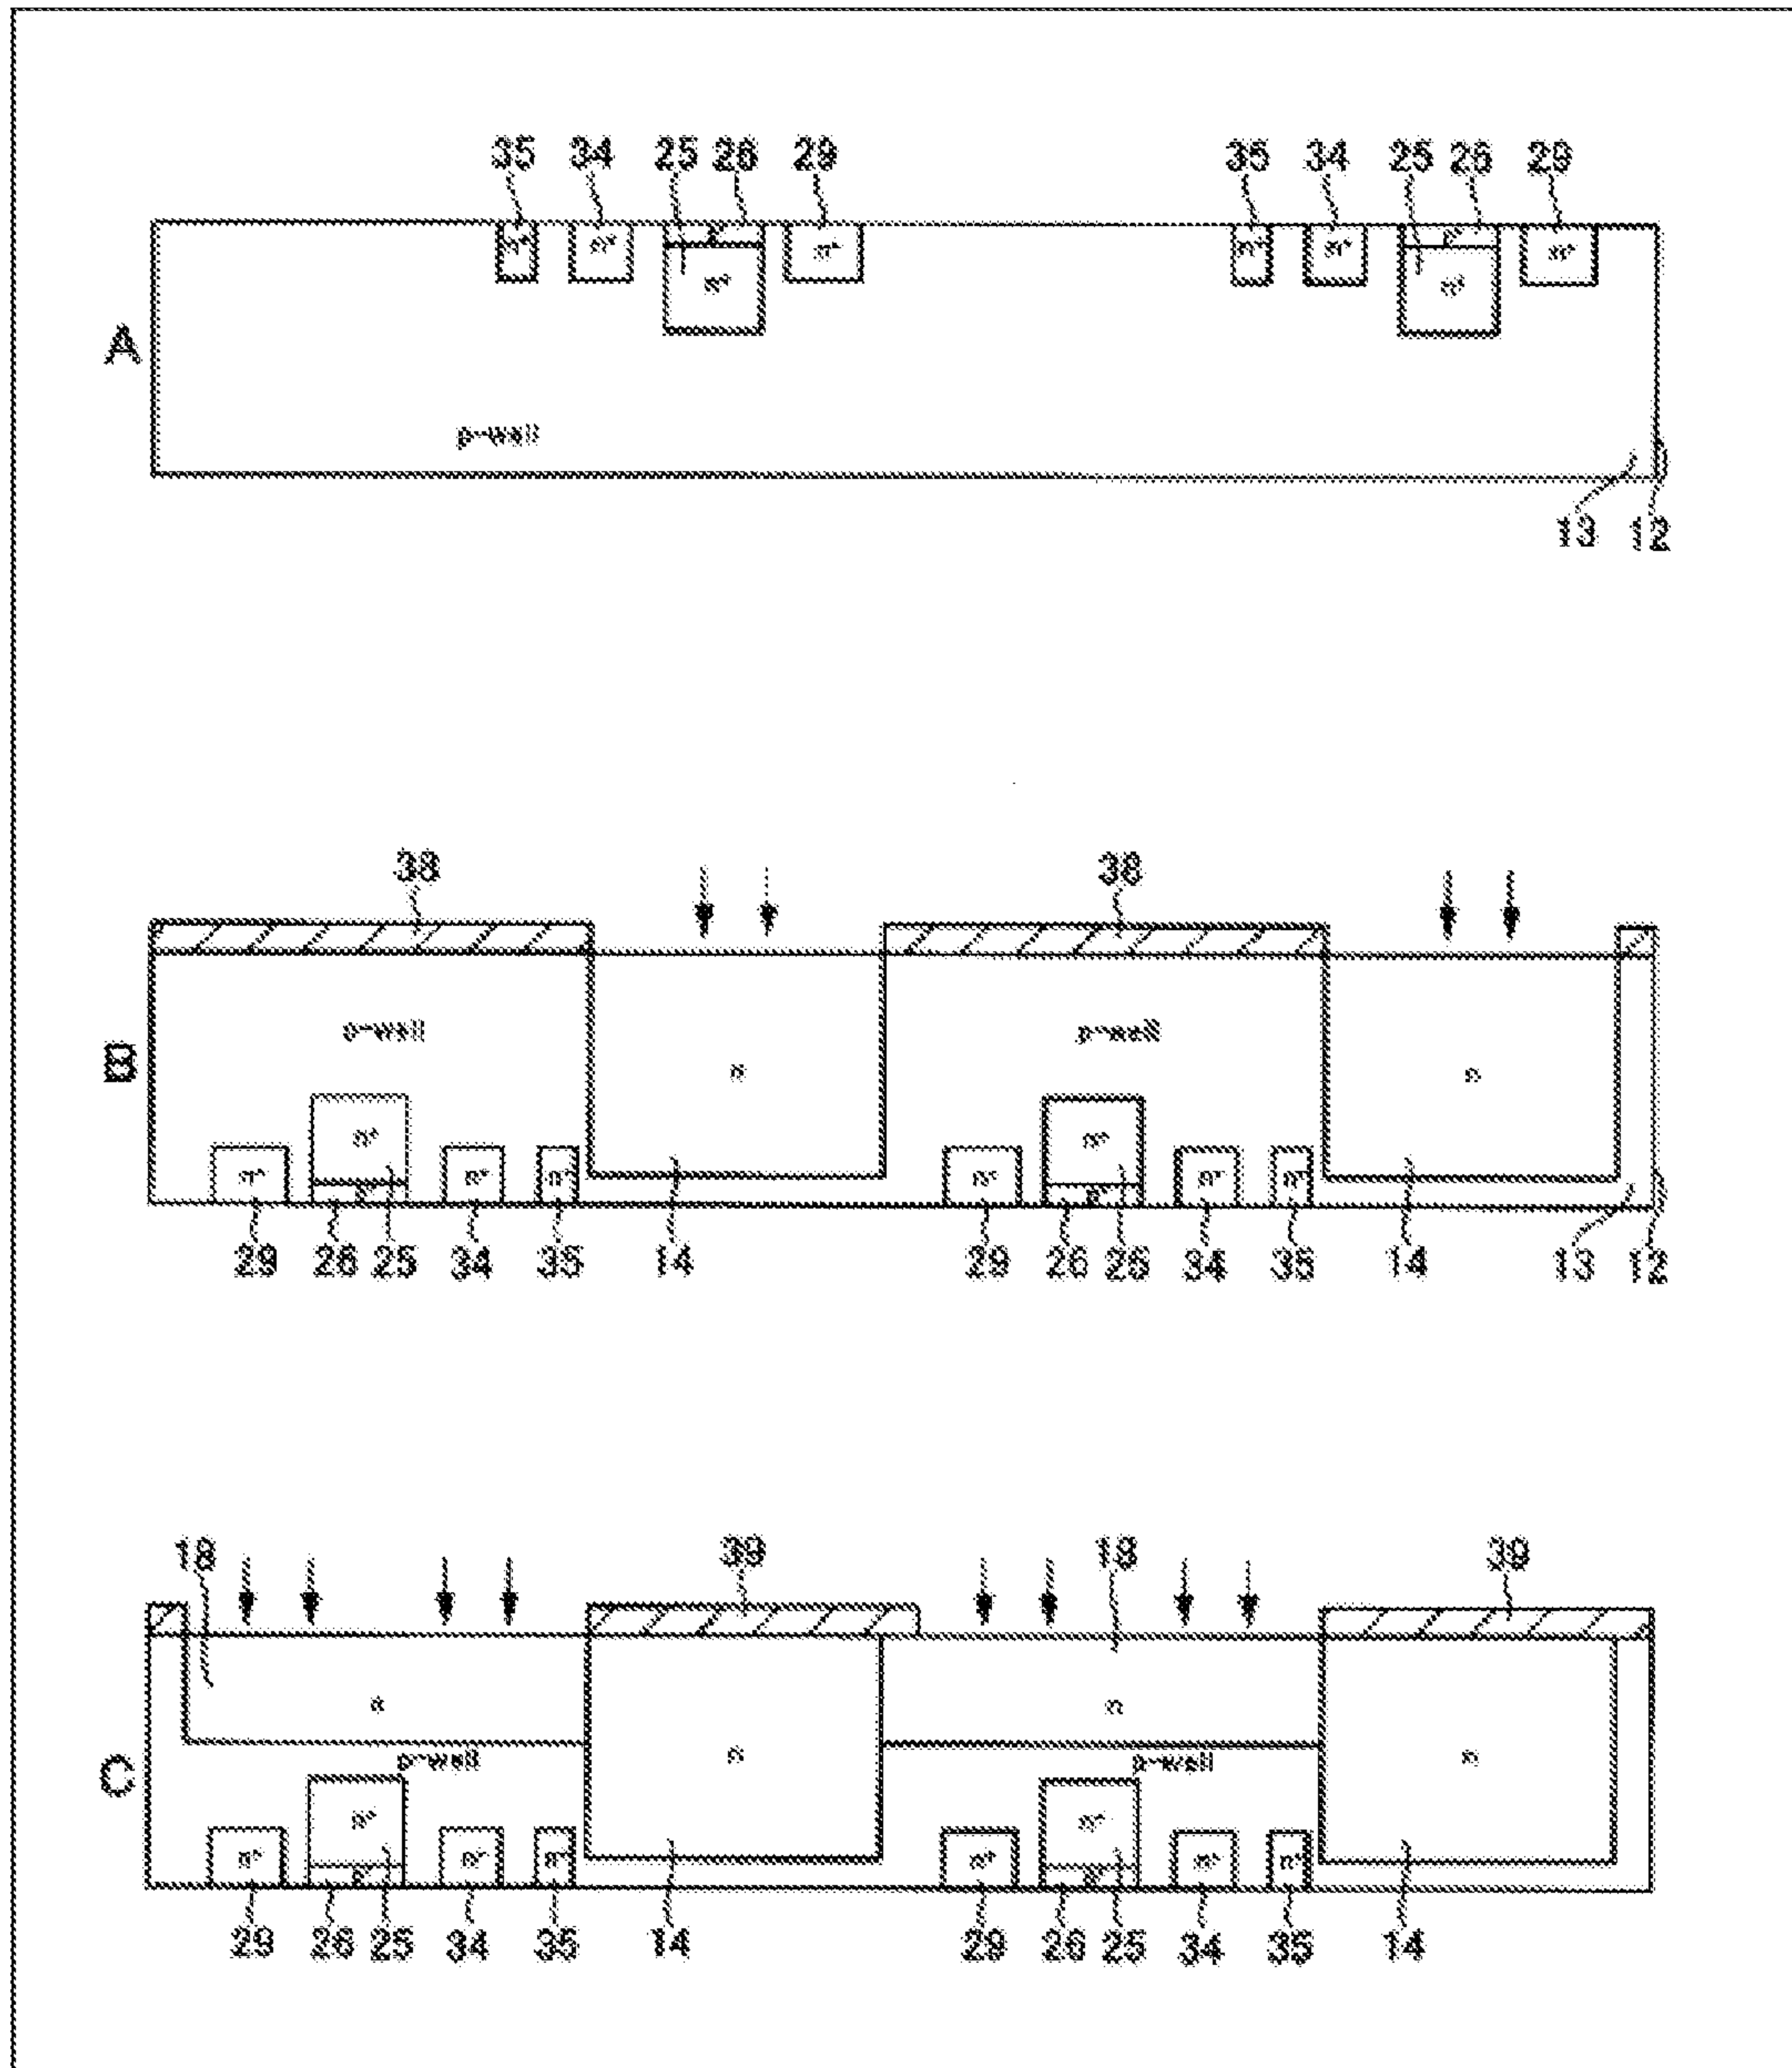 35 34 25 26 29 35 34 25 26 29
n+ n+ p+ n+ n+ n+ p+ n+
n+ n+
A
p-well
13 12
38 38
p-well p-well
B
n n
n+ n+
n+ p+ n+ n+ n+ p+ n+ n+
29 26 25 34 35 14 29 26 25 34 35 14 13 12
18 39 18 39
n n
n n
p-well p-well
C
n+ n+
n+ p+ n+ n+ n+ p+ n+ n+
29 26 25 34 35 14 29 26 25 34 35 14